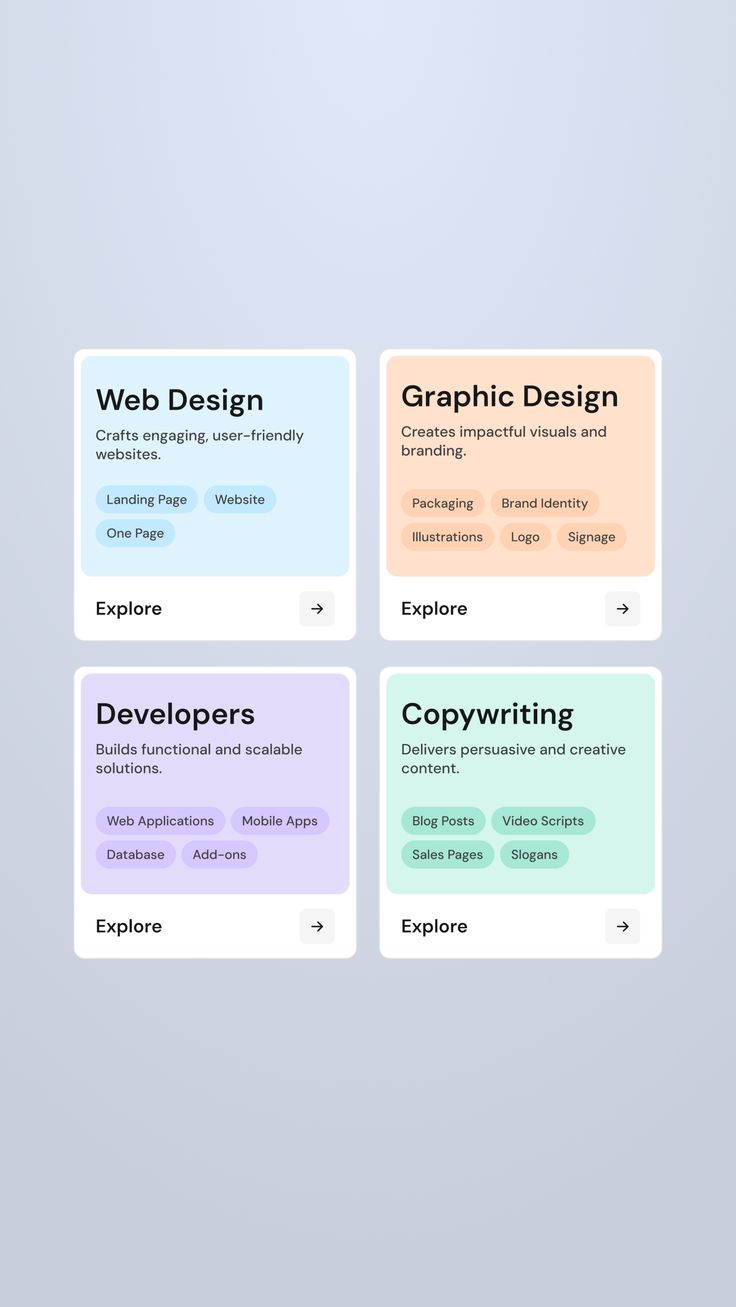 Web Design
Crafts engaging, user-friendly
websites.
Landing Page Website
One Page
Explore
Graphic Design
Creates impactful visuals and
branding.
Packaging Brand Identity
Illustrations Logo Signage
Explore
Developers
Builds functional and scalable
solutions.
Web Applications Mobile Apps
Database Add-ons
Explore
Copywriting
Delivers persuasive and creative
content.
Blog Posts Video Scripts
Sales Pages Slogans
Explore